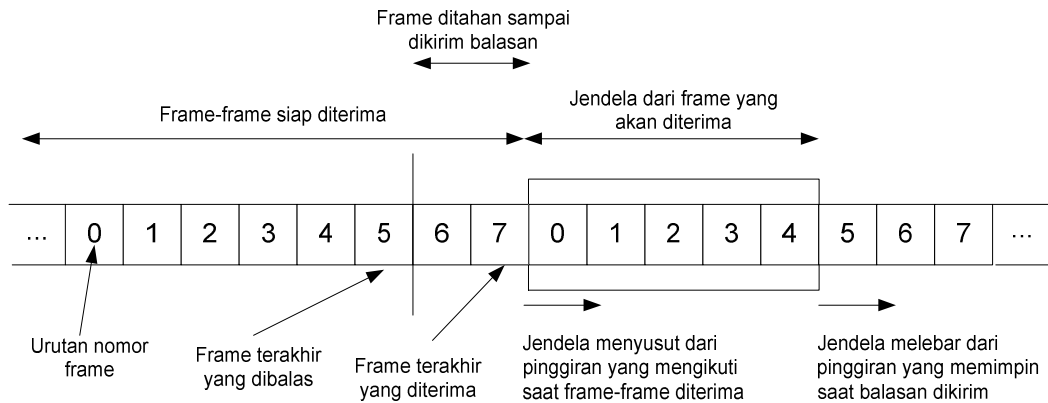 Frame ditahan sampai
dikirim balasan
Frame-frame siap diterima
Jendela dari frame yang
akan diterima
... 0 1 2 3 4 5 6 7 0 1 2 3 4 5 6 7 ...
Urutan nomor
frame
Frame terakhir
yang dibalas
Frame terakhir
yang diterima
Jendela menyusut dari
pinggiran yang mengikuti
saat frame-frame diterima
Jendela melebar dari
pinggiran yang memimpin
saat balasan dikirim